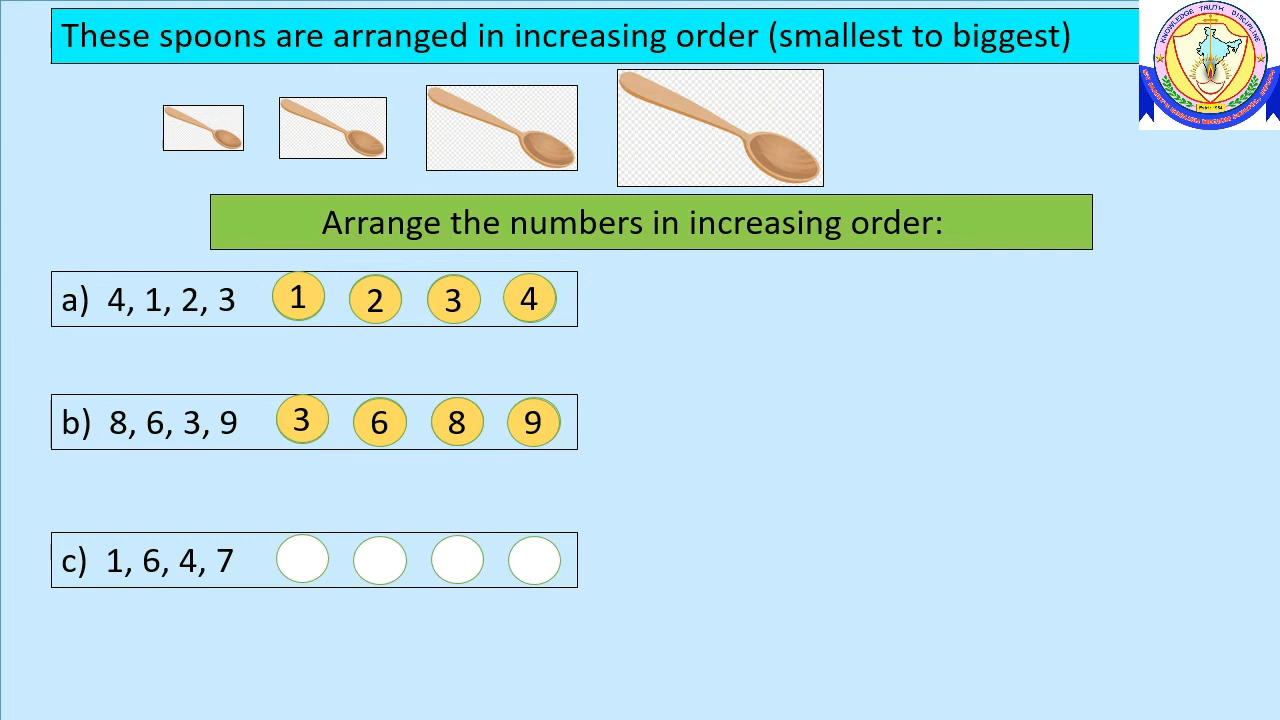 These spoons are arranged in increasing order (smallest to biggest)
KNOWLEDGE TRUTH DISCIPLINE
Arrange the numbers in increasing order:
a) 4, 1, 2, 3 1 2 3 4
b) 8, 6, 3, 9 3 6 8 9
c) 1, 6, 4, 7